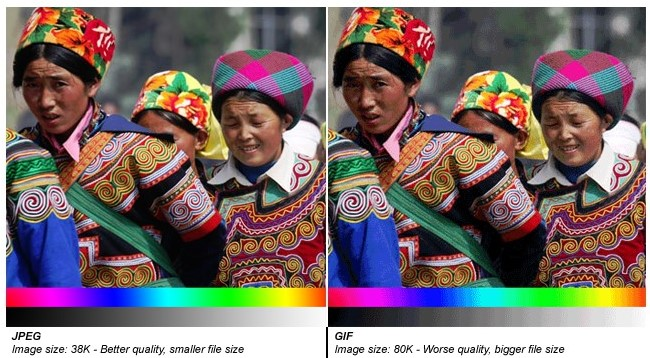 JPEG
Image size: 38K - Better quality, smaller file size
GIF
Image size: 80K - Worse quality, bigger file size